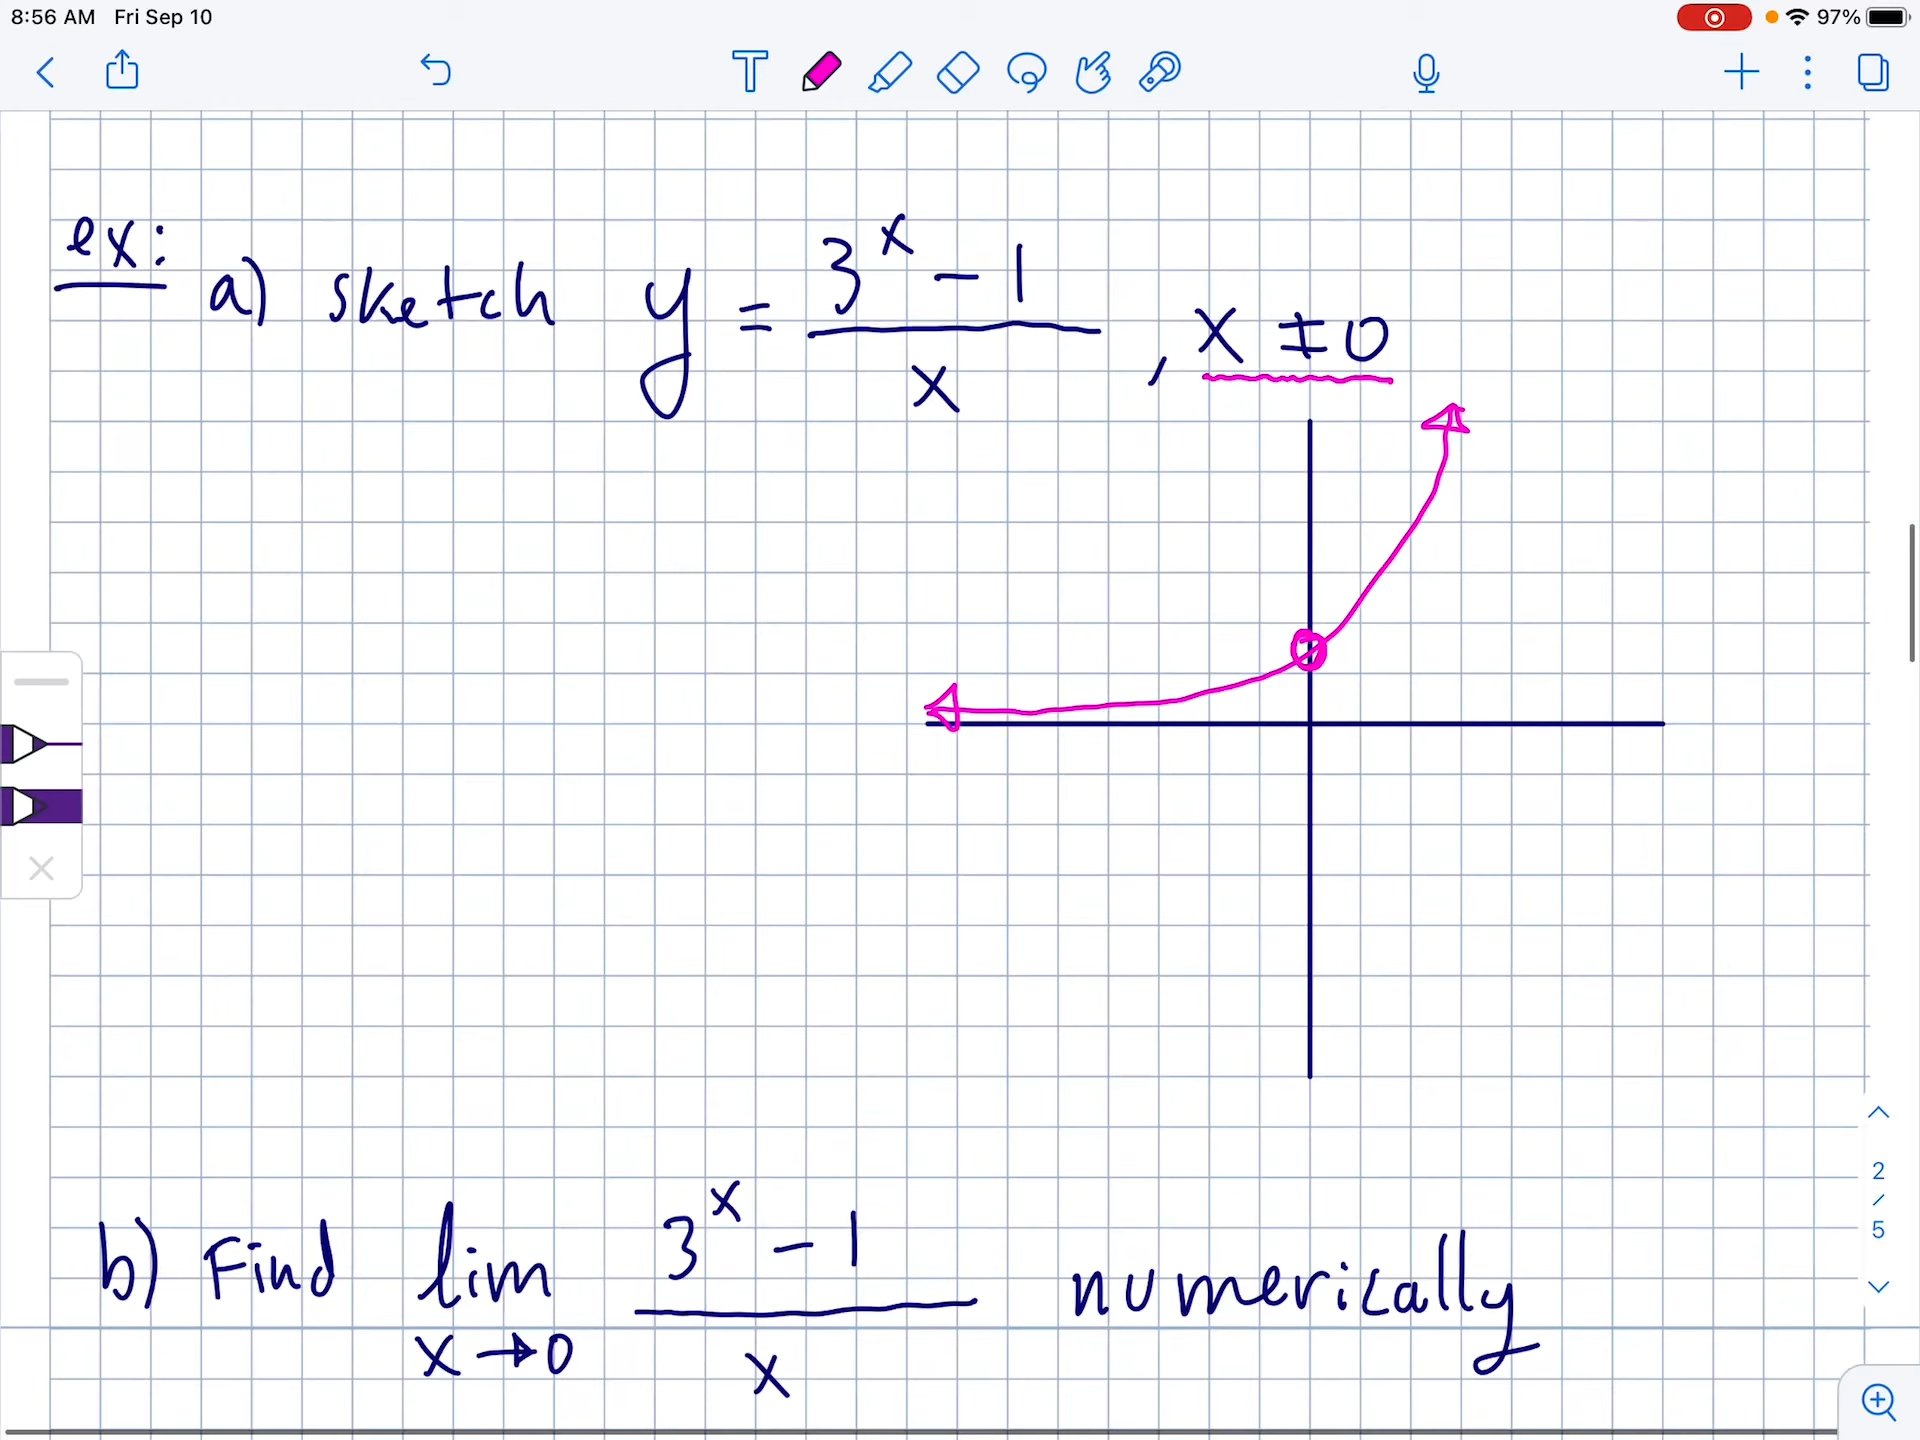 8:56 AM Fri Sep 10 97%
ex: a) sketch y = (3^x - 1)/x , x ≠ 0
b) Find lim x→0 (3^x - 1)/x numerically
2
/
5